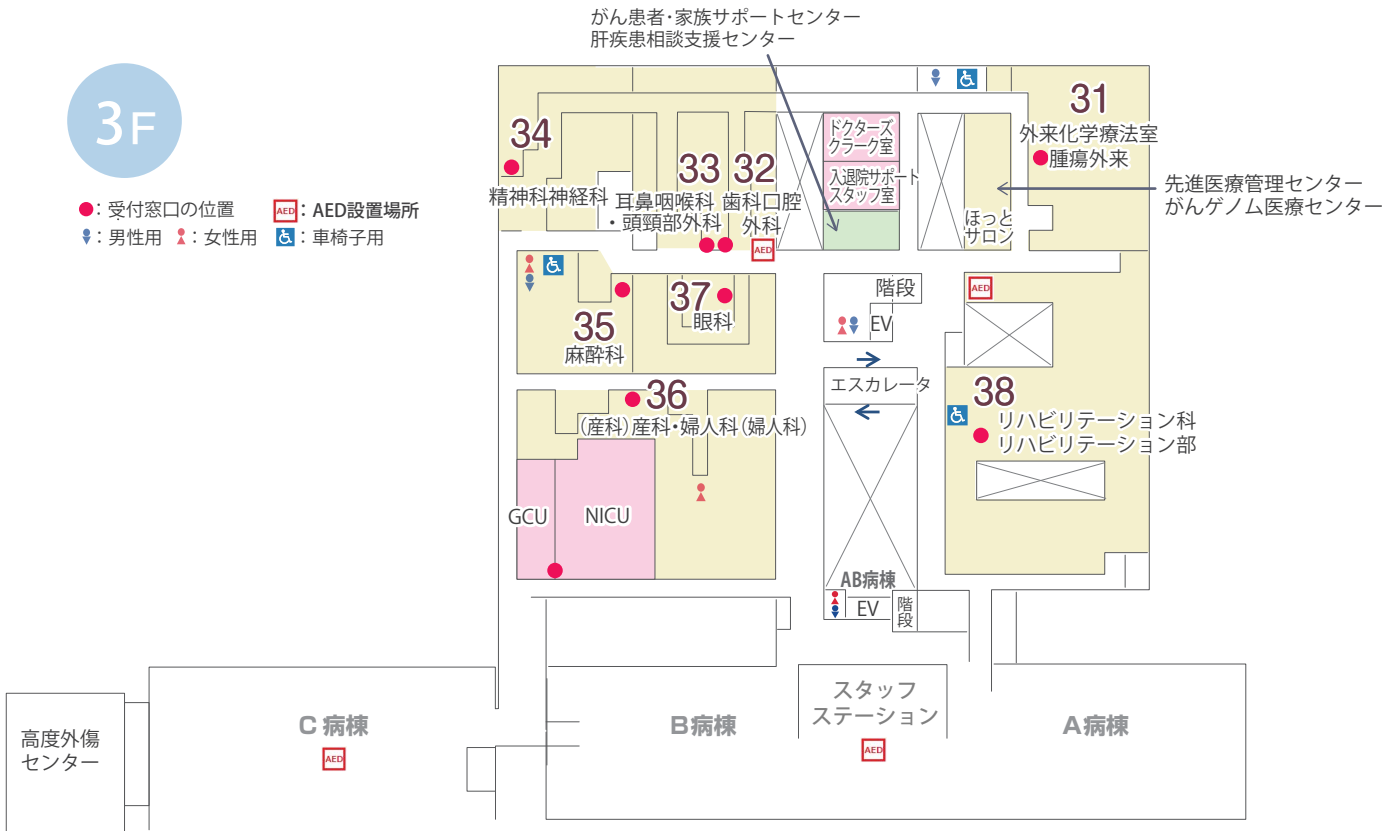 がん患者・家族サポートセンター
肝疾患相談支援センター
3F
●：受付窓口の位置
AED：AED設置場所
：男性用
：女性用
：車椅子用
34
精神科神経科
33
耳鼻咽喉科
・頭頸部外科
32
歯科口腔
外科
AED
ドクターズ
クラーク室
入退院サポート
スタッフ室
ほっと
サロン
31
外来化学療法室
腫瘍外来
先進医療管理センター
がんゲノム医療センター
35
麻酔科
37
眼科
階段
EV
AED
36
(産科)産科・婦人科(婦人科)
GCU
NICU
エスカレータ
38
リハビリテーション科
リハビリテーション部
AB病棟
EV
階段
高度外傷
センター
C 病棟
AED
B病棟
スタッフ
ステーション
AED
A病棟